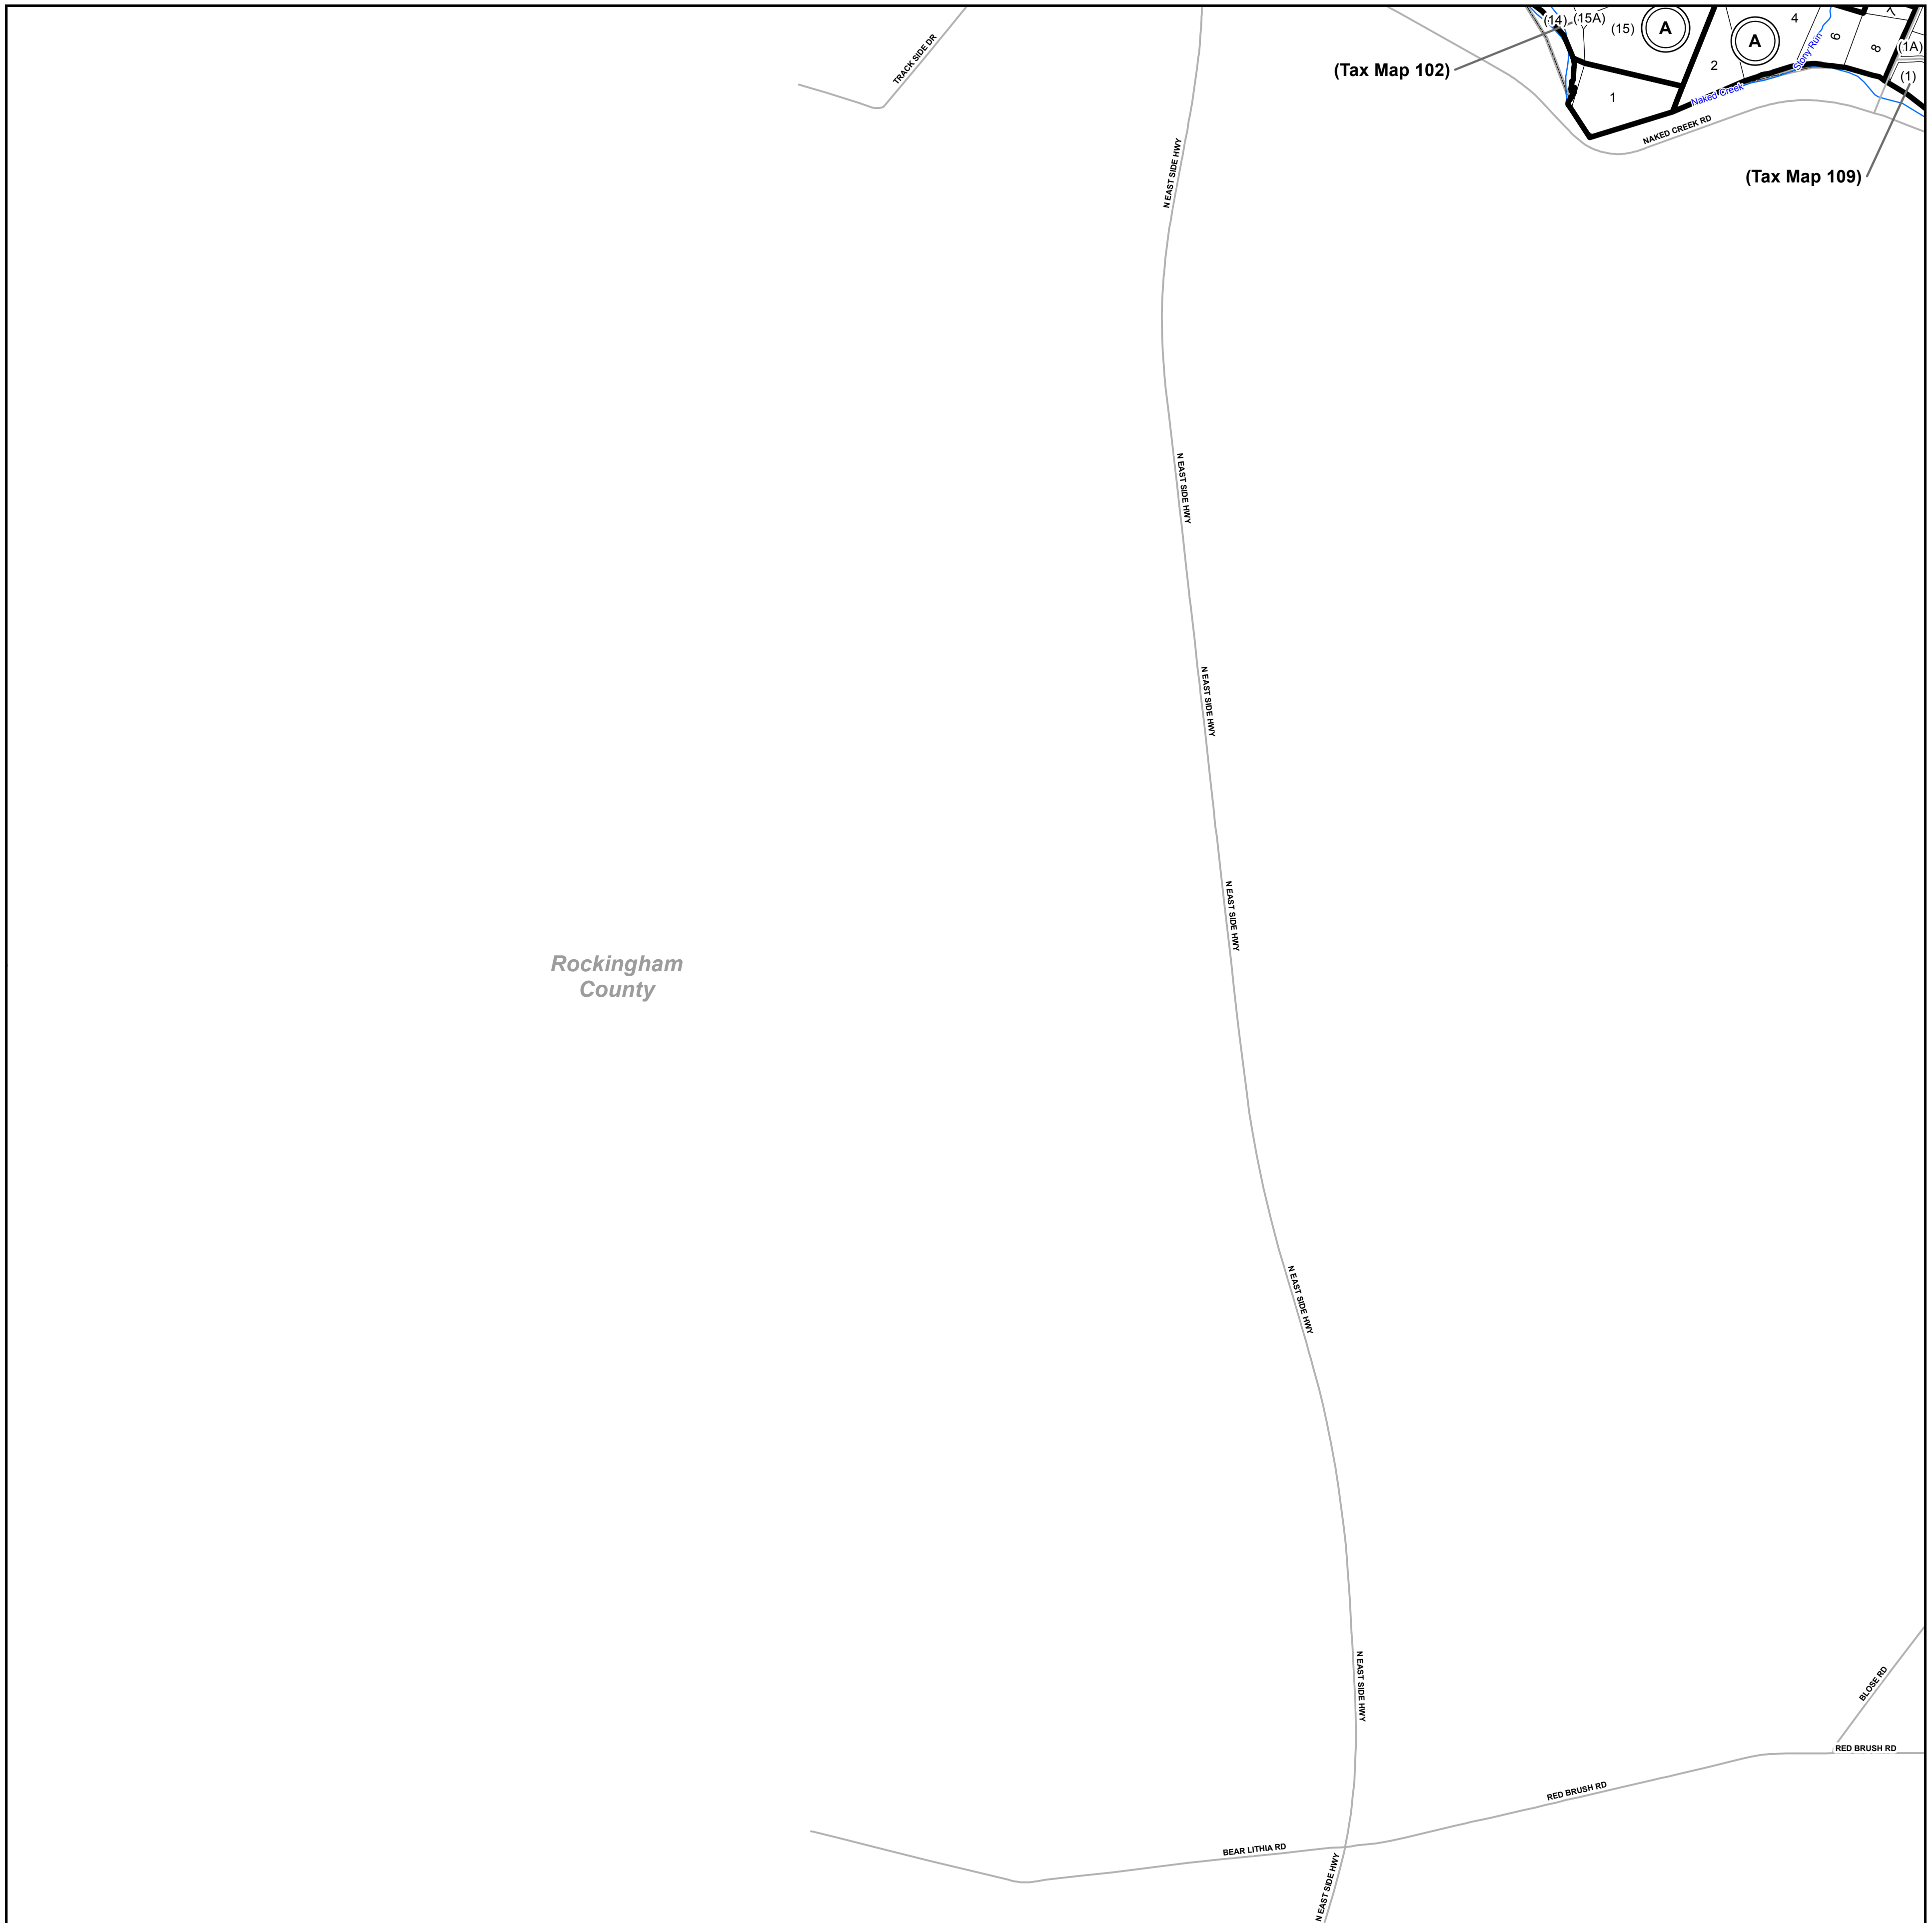 (14)
(15A)
(15)
A
A
4
6
7
8
(1A)
(1)
2
1
Stony Run
Naked Creek
NAKED CREEK RD
(Tax Map 102)
(Tax Map 109)
TRACK SIDE DR
N EAST SIDE HWY
N EAST SIDE HWY
N EAST SIDE HWY
N EAST SIDE HWY
Rockingham
County
N EAST SIDE HWY
N EAST SIDE HWY
BLOSE RD
RED BRUSH RD
RED BRUSH RD
BEAR LITHIA RD
N EAST SIDE HWY